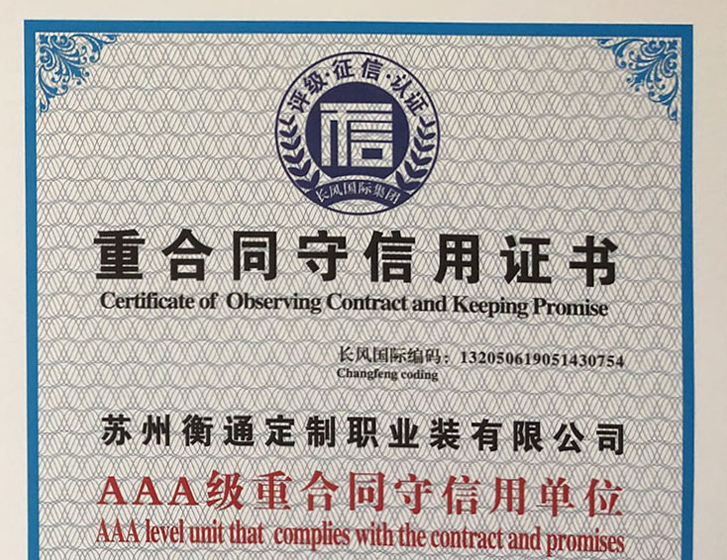 评级·征信·认证
信
长风国际集团
重合同守信用证书
Certificate of Observing Contract and Keeping Promise
长风国际编码：132050619051430754
Changfeng coding
苏州衡通定制职业装有限公司
AAA级重合同守信用单位
AAA level unit that complies with the contract and promises